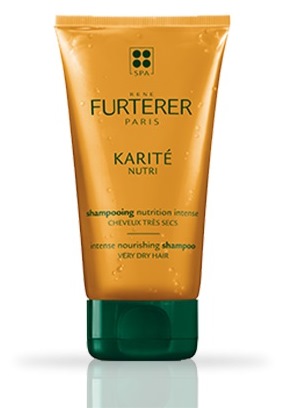 SPA
RENE
FURTERER
PARIS
KARITÉ
NUTRI
shampooing nutrition intense
CHEVEUX TRÈS SECS
intense nourishing shampoo
VERY DRY HAIR